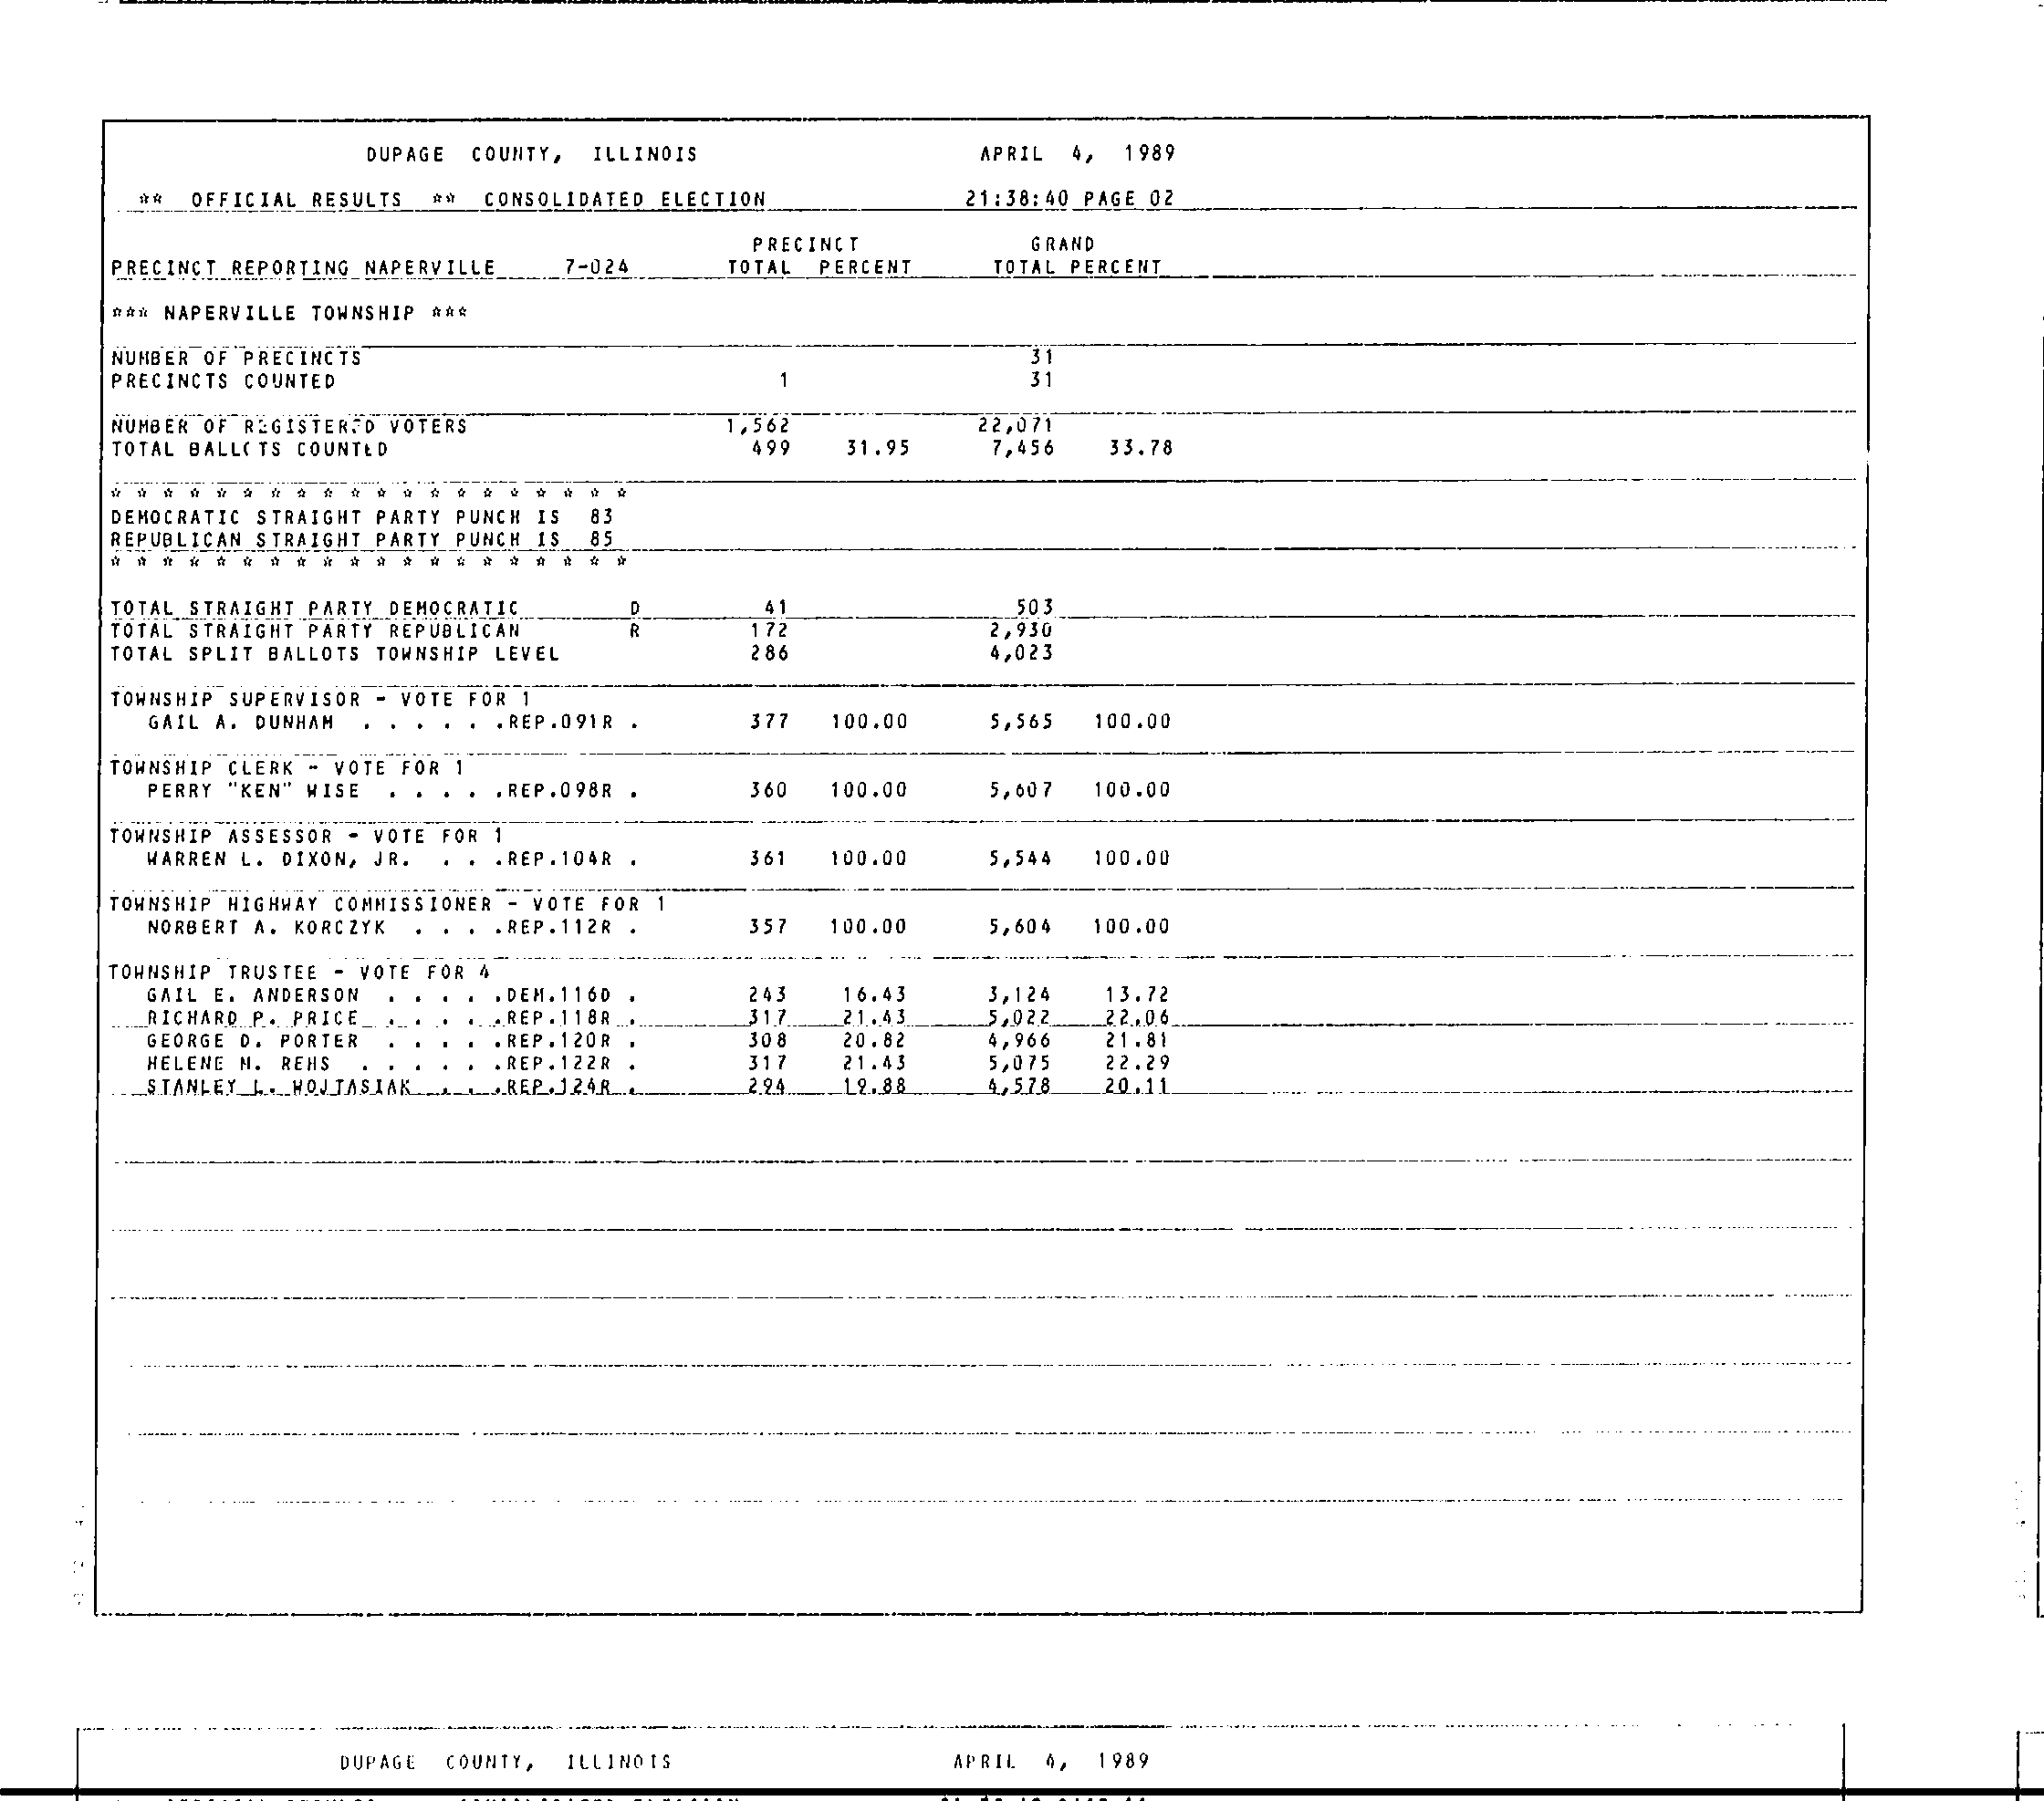 DUPAGE COUNTY, ILLINOIS APRIL 4, 1989
** OFFICIAL RESULTS ** CONSOLIDATED ELECTION 21:38:40 PAGE 02
PRECINCT GRAND
PRECINCT REPORTING NAPERVILLE 7-024 TOTAL PERCENT TOTAL PERCENT
*** NAPERVILLE TOWNSHIP ***
NUMBER OF PRECINCTS 31
PRECINCTS COUNTED 1 31
NUMBER OF REGISTERED VOTERS 1,562 22,071
TOTAL BALLOTS COUNTED 499 31.95 7,456 33.78
* * * * * * * * * * * * * * * * * * * *
DEMOCRATIC STRAIGHT PARTY PUNCH IS 83
REPUBLICAN STRAIGHT PARTY PUNCH IS 85
* * * * * * * * * * * * * * * * * * * *
TOTAL STRAIGHT PARTY DEMOCRATIC D 41 503
TOTAL STRAIGHT PARTY REPUBLICAN R 172 2,930
TOTAL SPLIT BALLOTS TOWNSHIP LEVEL 286 4,023
TOWNSHIP SUPERVISOR - VOTE FOR 1
GAIL A. DUNHAM . . . . . .REP.091R . 377 100.00 5,565 100.00
TOWNSHIP CLERK - VOTE FOR 1
PERRY "KEN" WISE . . . . .REP.098R . 360 100.00 5,607 100.00
TOWNSHIP ASSESSOR - VOTE FOR 1
WARREN L. DIXON, JR. . . .REP.104R . 361 100.00 5,544 100.00
TOWNSHIP HIGHWAY COMMISSIONER - VOTE FOR 1
NORBERT A. KORCZYK . . . .REP.112R . 357 100.00 5,604 100.00
TOWNSHIP TRUSTEE - VOTE FOR 4
GAIL E. ANDERSON . . . . .DEM.116D . 243 16.43 3,124 13.72
RICHARD P. PRICE . . . . .REP.118R . 317 21.43 5,022 22.06
GEORGE D. PORTER . . . . .REP.120R . 308 20.82 4,966 21.81
HELENE M. REHS . . . . . .REP.122R . 317 21.43 5,075 22.29
STANLEY L. WOJTASIAK . . .REP.124R . 294 19.88 4,578 20.11
DUPAGE COUNTY, ILLINOIS APRIL 4, 1989